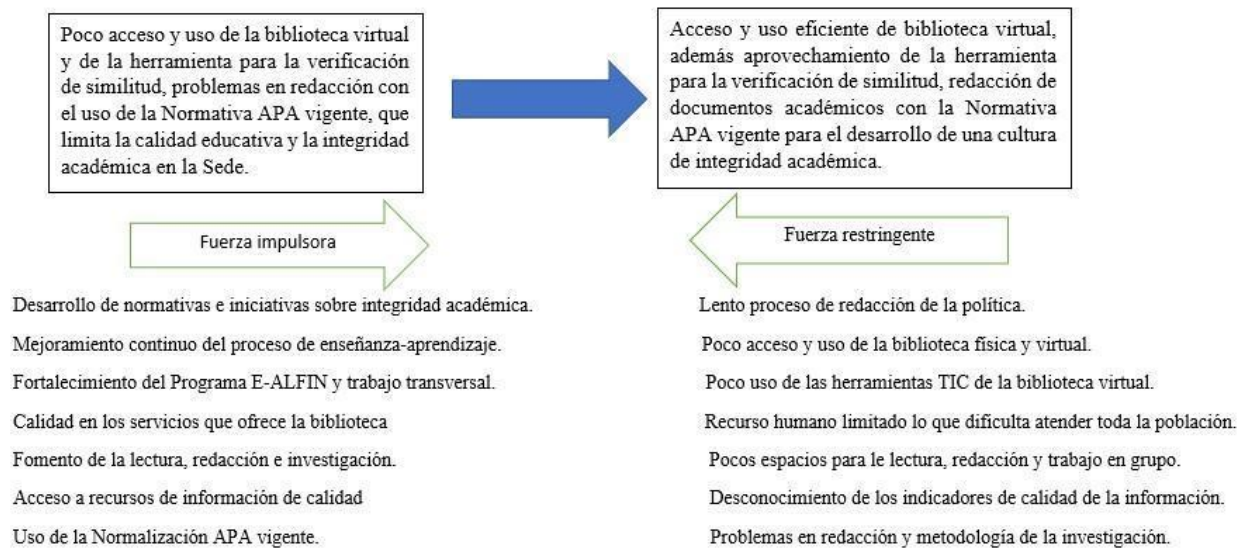 Poco acceso y uso de la biblioteca virtual
y de la herramienta para la verificación
de similitud, problemas en redacción con
el uso de la Normativa APA vigente, que
limita la calidad educativa y la integridad
académica en la Sede.
Acceso y uso eficiente de biblioteca virtual,
además aprovechamiento de la herramienta
para la verificación de similitud, redacción de
documentos académicos con la Normativa
APA vigente para el desarrollo de una cultura
de integridad académica.
Fuerza impulsora
Fuerza restringente
Desarrollo de normativas e iniciativas sobre integridad académica.
Mejoramiento continuo del proceso de enseñanza-aprendizaje.
Fortalecimiento del Programa E-ALFIN y trabajo transversal.
Calidad en los servicios que ofrece la biblioteca
Fomento de la lectura, redacción e investigación.
Acceso a recursos de información de calidad
Uso de la Normalización APA vigente.
Lento proceso de redacción de la política.
Poco acceso y uso de la biblioteca física y virtual.
Poco uso de las herramientas TIC de la biblioteca virtual.
Recurso humano limitado lo que dificulta atender toda la población.
Pocos espacios para le lectura, redacción y trabajo en grupo.
Desconocimiento de los indicadores de calidad de la información.
Problemas en redacción y metodología de la investigación.